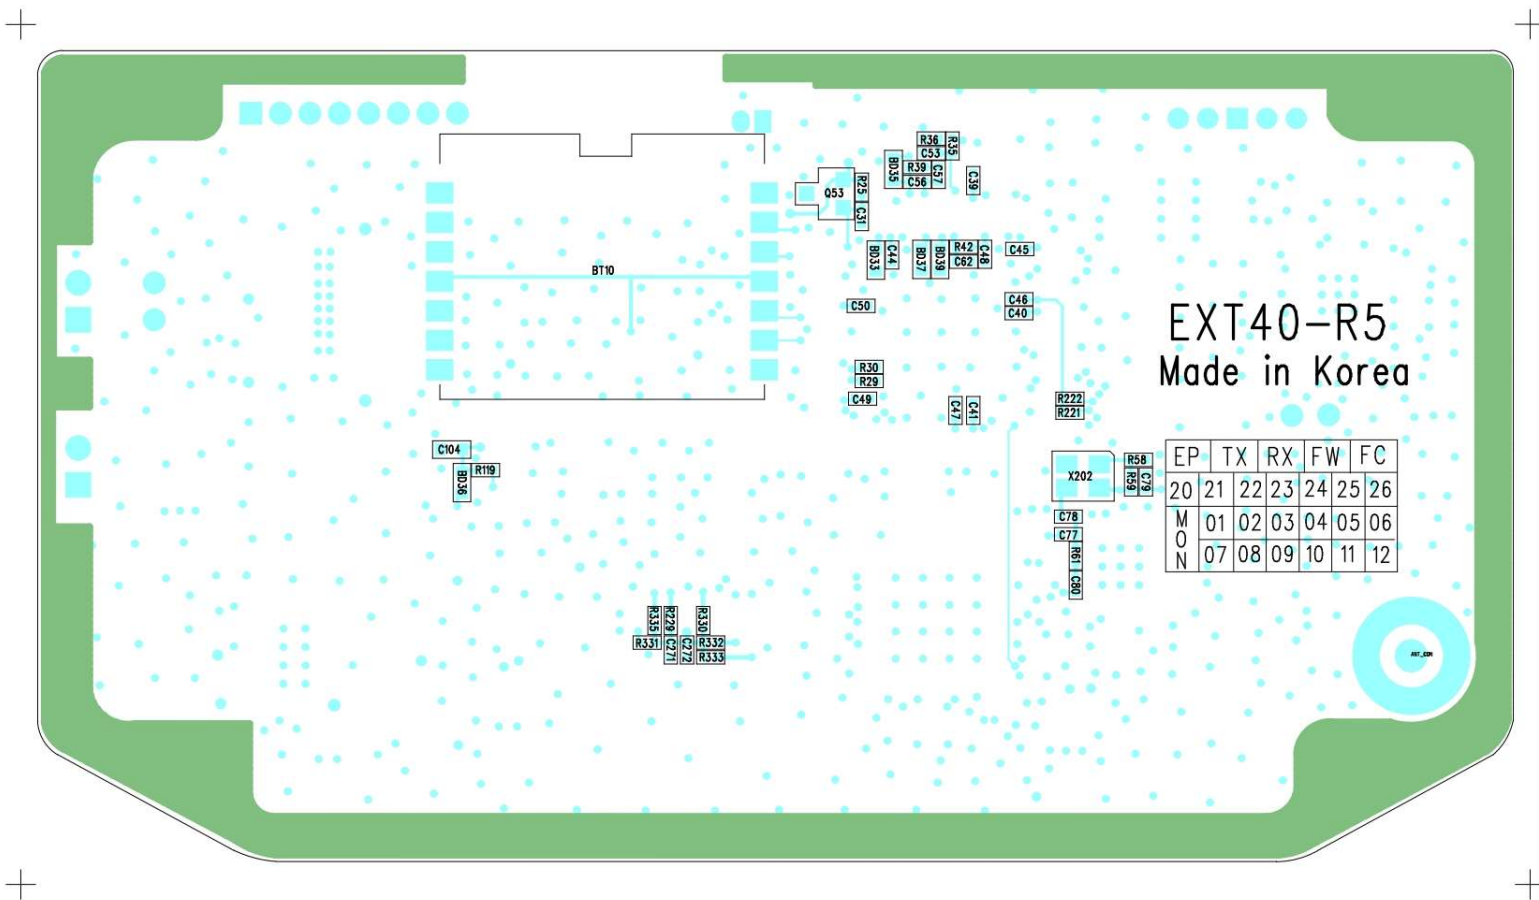 R36
C53
R35
BD35
R39
C56
C57
C39
Q53
R25
C31
BD33
C44
BD37
BD39
R42
C62
C48
C45
BT10
C50
C46
C40
EXT40-R5
Made in Korea
R30
R29
C49
C47
C41
R222
R221
C104
BD36
R119
X202
R58
R59
C79
C78
C77
R61
C80
EP TX RX FW FC
20 21 22 23 24 25 26
MON 01 02 03 04 05 06
07 08 09 10 11 12
R335
R229
R330
R331
C271
C272
R332
R333